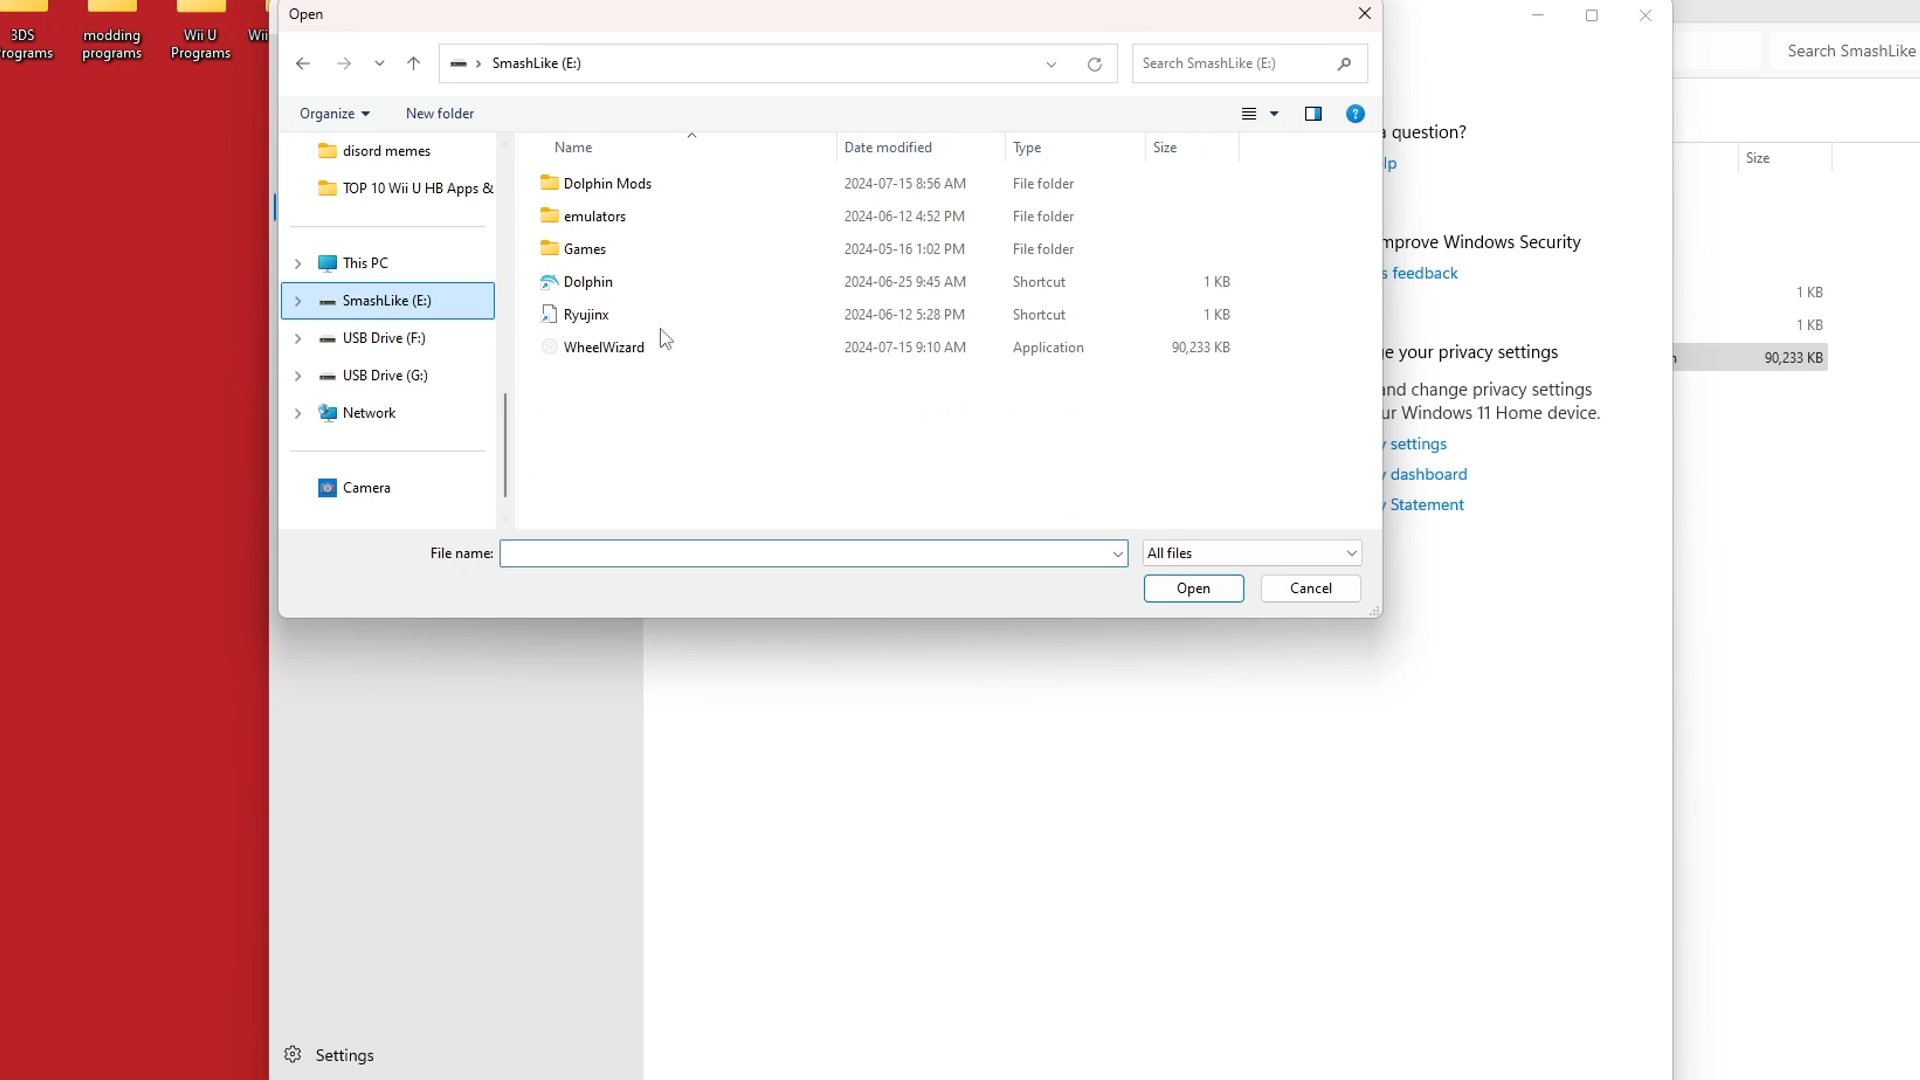 3DS
rograms
modding
programs
Wii U
Programs
Wii
Open
SmashLike (E:)
Search SmashLike (E:)
Organize
New folder
disord memes
TOP 10 Wii U HB Apps &
This PC
SmashLike (E:)
USB Drive (F:)
USB Drive (G:)
Network
Camera
Name
Date modified
Type
Size
Dolphin Mods
2024-07-15 8:56 AM
File folder
emulators
2024-06-12 4:52 PM
File folder
Games
2024-05-16 1:02 PM
File folder
Dolphin
2024-06-25 9:45 AM
Shortcut
1 KB
Ryujinx
2024-06-12 5:28 PM
Shortcut
1 KB
WheelWizard
2024-07-15 9:10 AM
Application
90,233 KB
File name:
All files
Open
Cancel
question?
lp
mprove Windows Security
s feedback
e your privacy settings
and change privacy settings
ur Windows 11 Home device.
y settings
y dashboard
y Statement
Search SmashLike
Size
1 KB
1 KB
90,233 KB
Settings